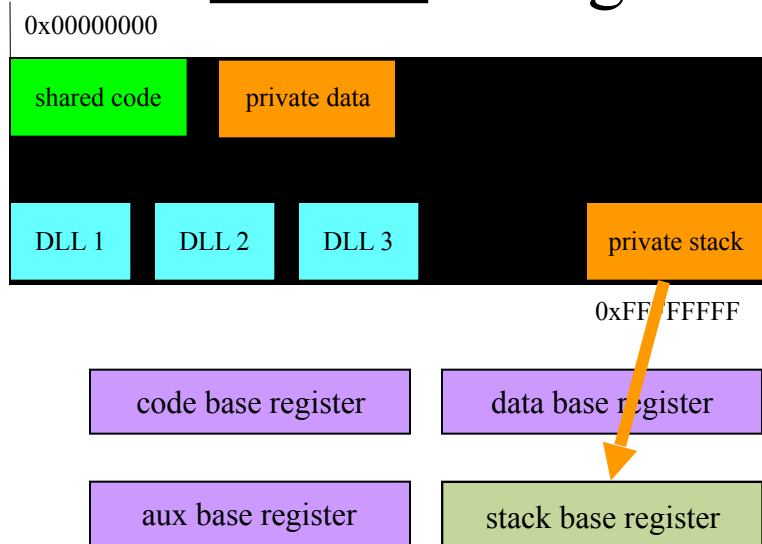 0x00000000
shared code private data
DLL 1 DLL 2 DLL 3 private stack
code base register data base register
aux base register stack base register